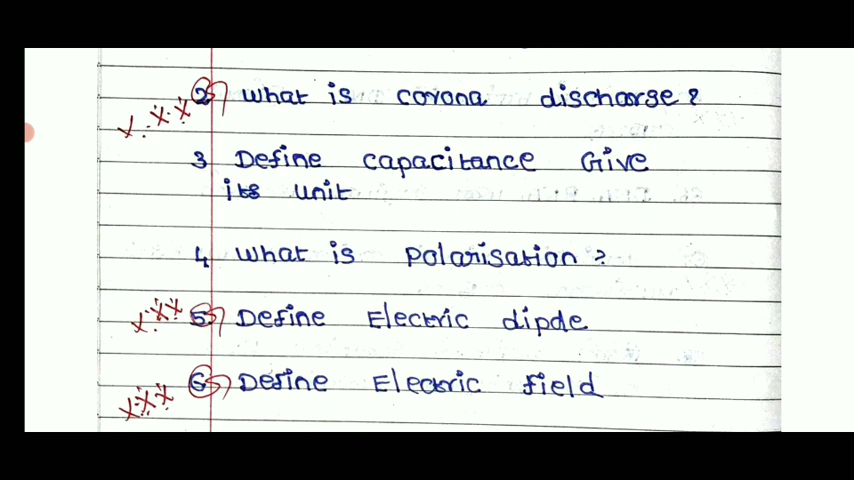 2 What is corona discharge?
3 Define capacitance Give
its unit
4 What is Polarisation?
5 Define Electric dipole
6 Define Electric field